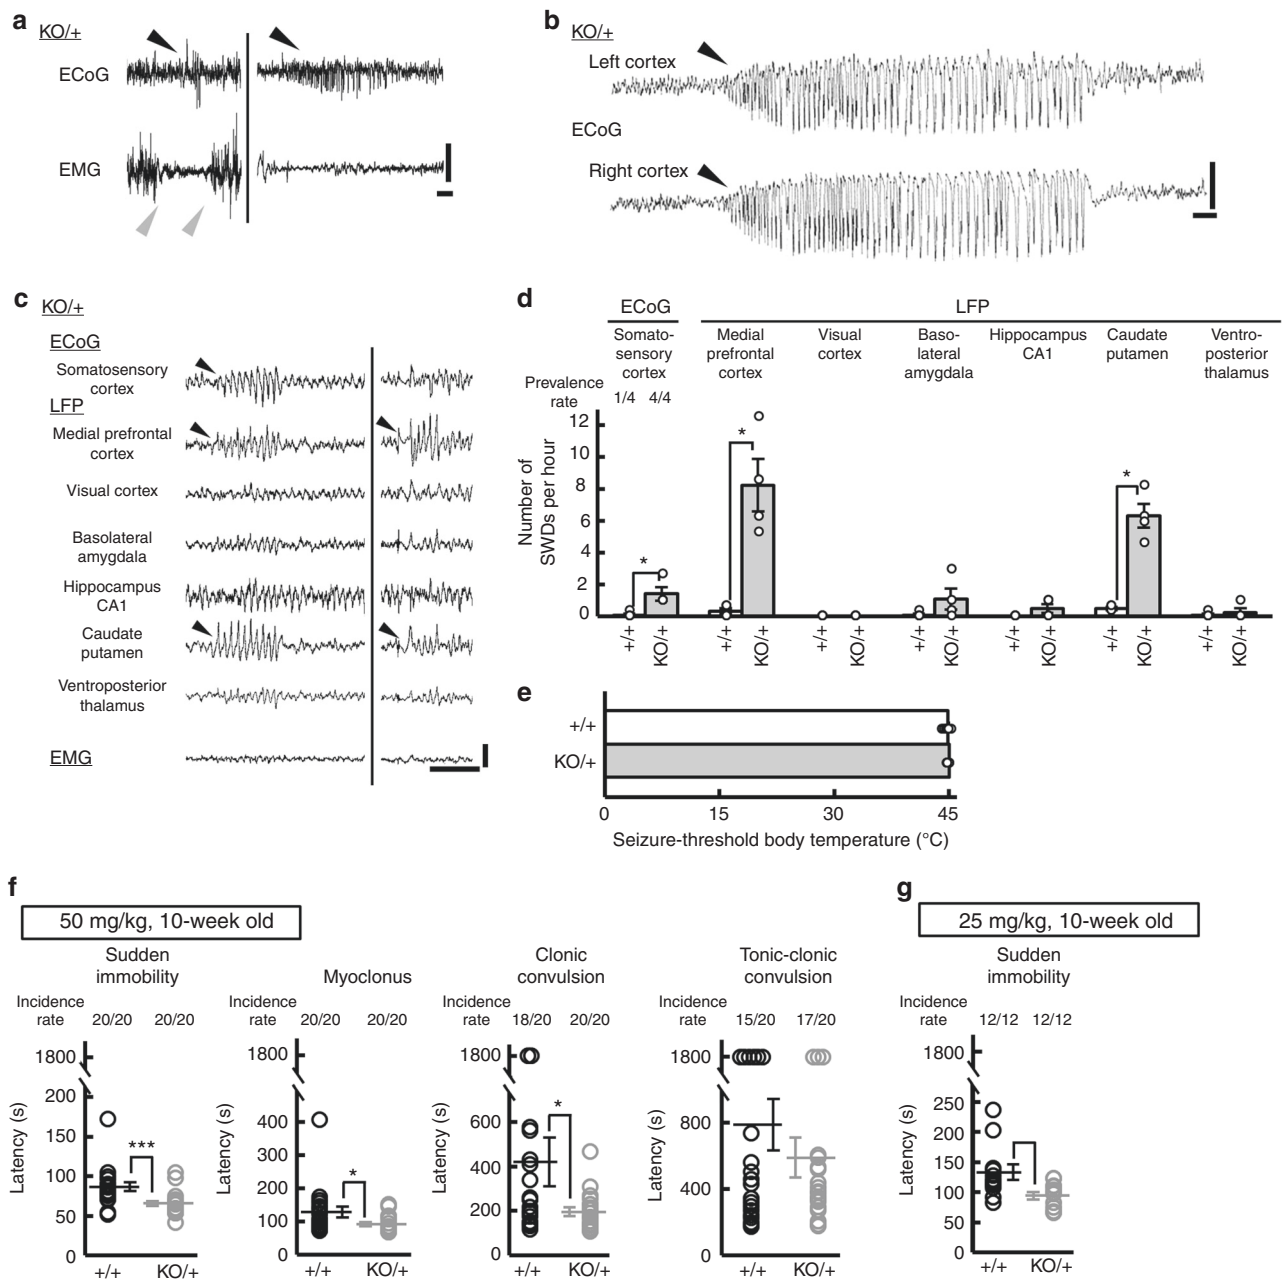 a
KO/+
ECoG
EMG
b
KO/+
Left cortex
ECoG
Right cortex
c
KO/+
ECoG
Somatosensory
cortex
LFP
Medial prefrontal
cortex
Visual cortex
Basolateral
amygdala
Hippocampus
CA1
Caudate
putamen
Ventroposterior
thalamus
EMG
d
ECoG
LFP
Somato-
sensory
cortex
Medial
prefrontal
cortex
Visual
cortex
Baso-
lateral
amygdala
Hippocampus
CA1
Caudate
putamen
Ventro-
posterior
thalamus
Prevalence
rate
1/4 4/4
Number of
SWDs per hour
12
10
8
6
4
2
0
*
*
*
+/+ KO/+ +/+ KO/+ +/+ KO/+ +/+ KO/+ +/+ KO/+ +/+ KO/+ +/+ KO/+
e
+/+
KO/+
0 15 30 45
Seizure-threshold body temperature (°C)
f
50 mg/kg, 10-week old
Sudden
immobility
Incidence
rate 20/20 20/20
Latency (s)
1800
200
150
100
50
0
***
+/+ KO/+
Myoclonus
Incidence
rate 20/20 20/20
Latency (s)
1800
400
300
200
100
0
*
+/+ KO/+
Clonic
convulsion
Incidence
rate 18/20 20/20
Latency (s)
1800
600
400
200
0
*
+/+ KO/+
Tonic-clonic
convulsion
Incidence
rate 15/20 17/20
Latency (s)
1800
800
400
0
+/+ KO/+
g
25 mg/kg, 10-week old
Sudden
immobility
Incidence
rate 12/12 12/12
Latency (s)
1800
250
200
150
100
50
0
+/+ KO/+